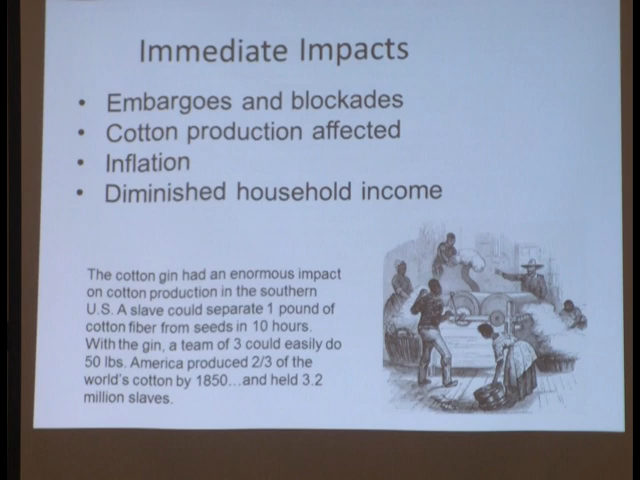 Immediate Impacts
• Embargoes and blockades
• Cotton production affected
• Inflation
• Diminished household income
The cotton gin had an enormous impact
on cotton production in the southern
U.S. A slave could separate 1 pound of
cotton fiber from seeds in 10 hours.
With the gin, a team of 3 could easily do
50 lbs. America produced 2/3 of the
world's cotton by 1850...and held 3.2
million slaves.